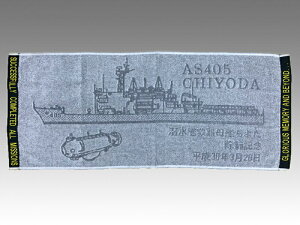 SUCCESSFULLY COMPLETED ALL MISSIONS
AS405
CHIYODA
405
潜水艦救難母艦ちよだ
除籍記念
平成30年3月20日
GLORIOUS MEMORY AND BEYOND...